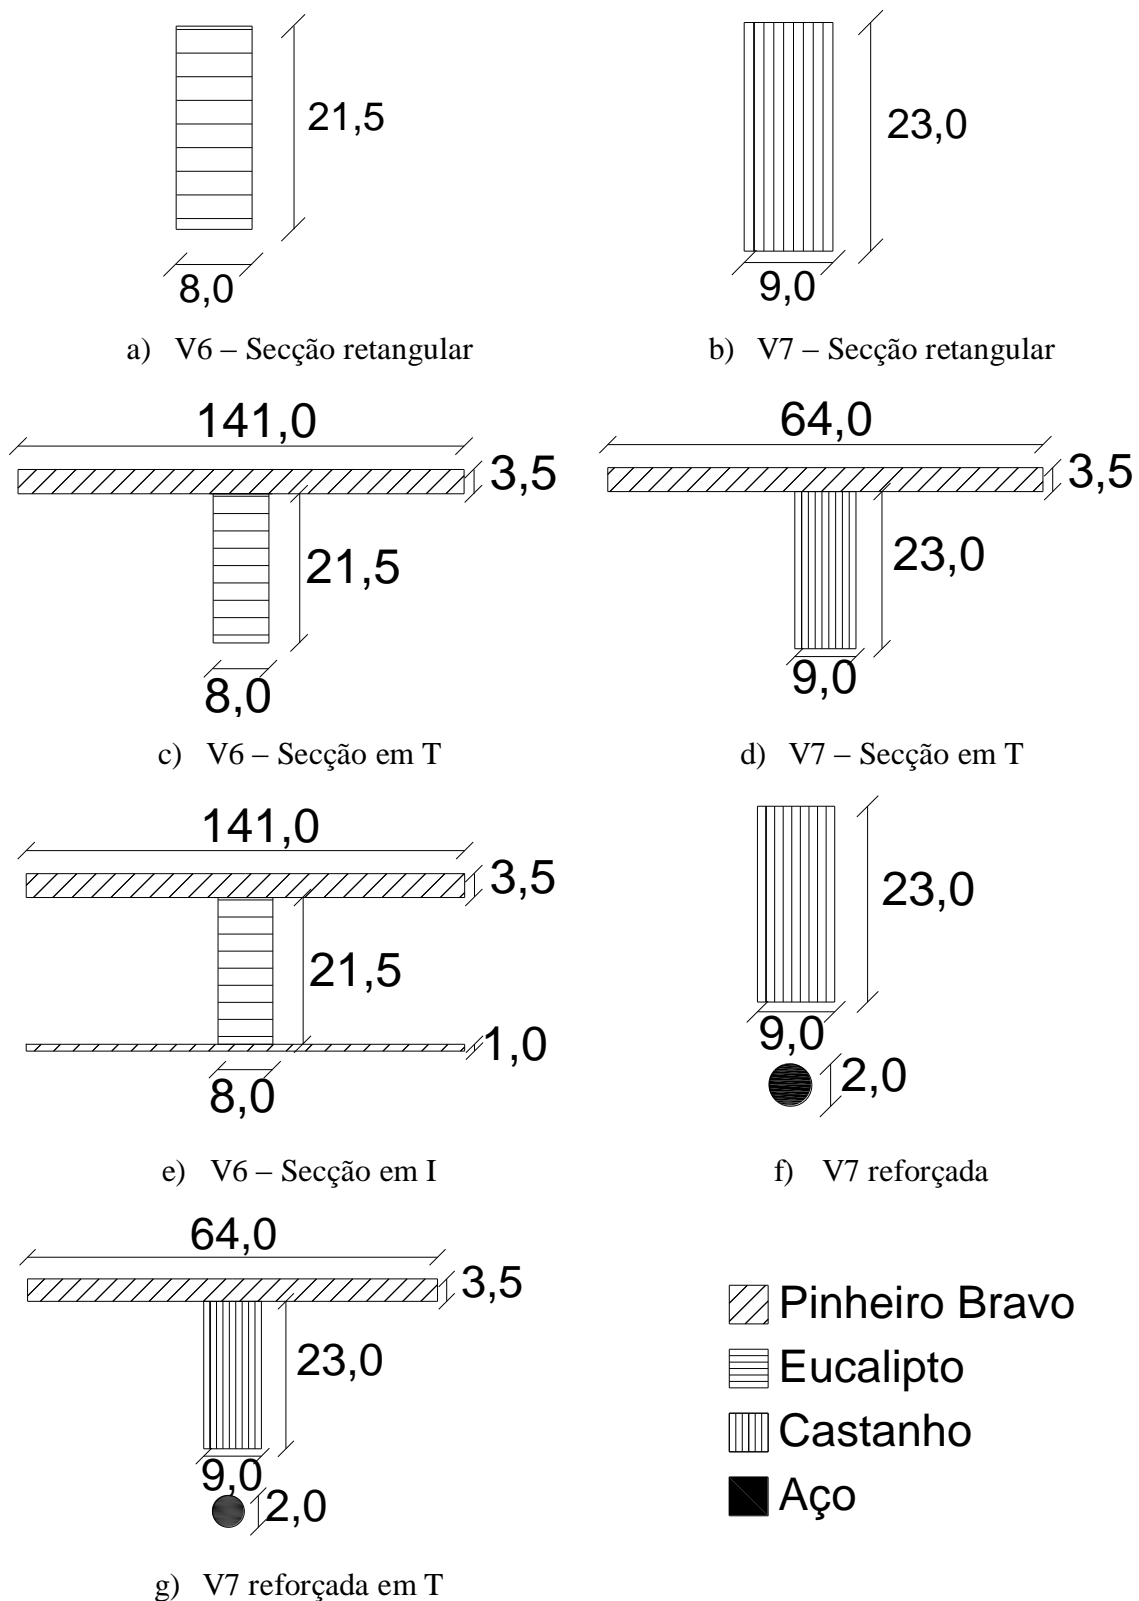 21,5
8,0
a) V6 – Secção retangular
23,0
9,0
b) V7 – Secção retangular
141,0
3,5
21,5
8,0
c) V6 – Secção em T
64,0
3,5
23,0
9,0
d) V7 – Secção em T
141,0
3,5
21,5
1,0
8,0
e) V6 – Secção em I
23,0
9,0
2,0
f) V7 reforçada
64,0
3,5
23,0
9,0
2,0
g) V7 reforçada em T
Pinheiro Bravo
Eucalipto
Castanho
Aço